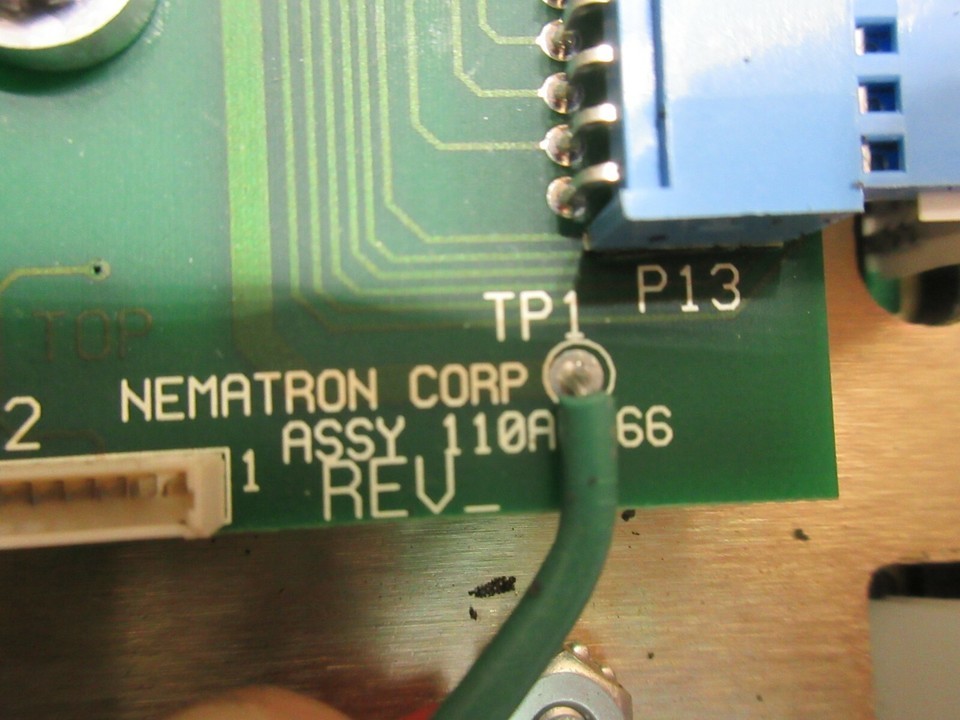 P13
TP1
TOP
NEMATRON CORP
2
ASSY 110A 66
1
REV_